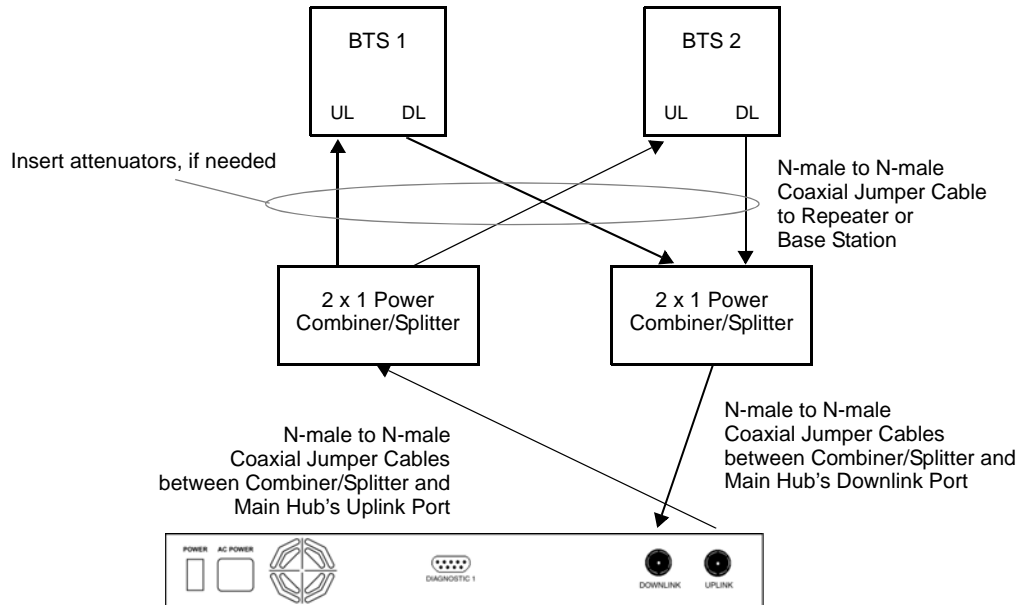 BTS 1
UL DL
BTS 2
UL DL
Insert attenuators, if needed
N-male to N-male
Coaxial Jumper Cable
to Repeater or
Base Station
2 x 1 Power
Combiner/Splitter
2 x 1 Power
Combiner/Splitter
N-male to N-male
Coaxial Jumper Cables
between Combiner/Splitter and
Main Hub's Uplink Port
N-male to N-male
Coaxial Jumper Cables
between Combiner/Splitter and
Main Hub's Downlink Port
POWER AC POWER
DIAGNOSTIC 1
DOWNLINK UPLINK